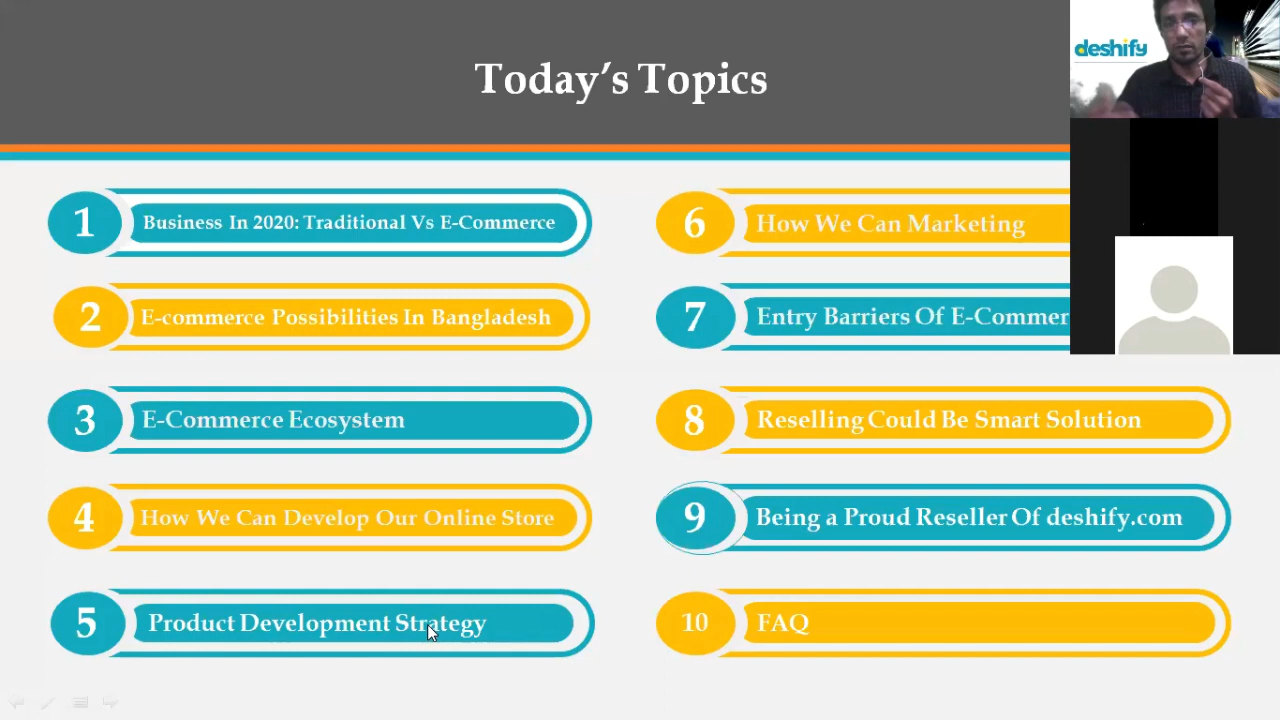 Today's Topics
deshify
1 Business In 2020: Traditional Vs E-Commerce
2 E-commerce Possibilities In Bangladesh
3 E-Commerce Ecosystem
4 How We Can Develop Our Online Store
5 Product Development Strategy
6 How We Can Marketing
7 Entry Barriers Of E-Commer
8 Reselling Could Be Smart Solution
9 Being a Proud Reseller Of deshify.com
10 FAQ